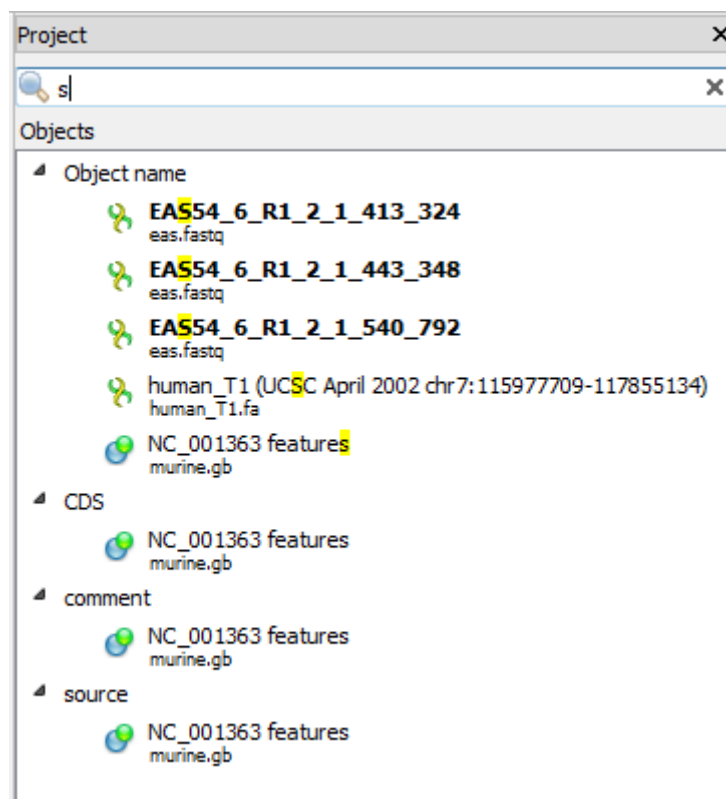 Project
s
Objects
Object name
EAS54_6_R1_2_1_413_324
eas.fastq
EAS54_6_R1_2_1_443_348
eas.fastq
EAS54_6_R1_2_1_540_792
eas.fastq
human_T1 (UCSC April 2002 chr7:115977709-117855134)
human_T1.fa
NC_001363 features
murine.gb
CDS
NC_001363 features
murine.gb
comment
NC_001363 features
murine.gb
source
NC_001363 features
murine.gb